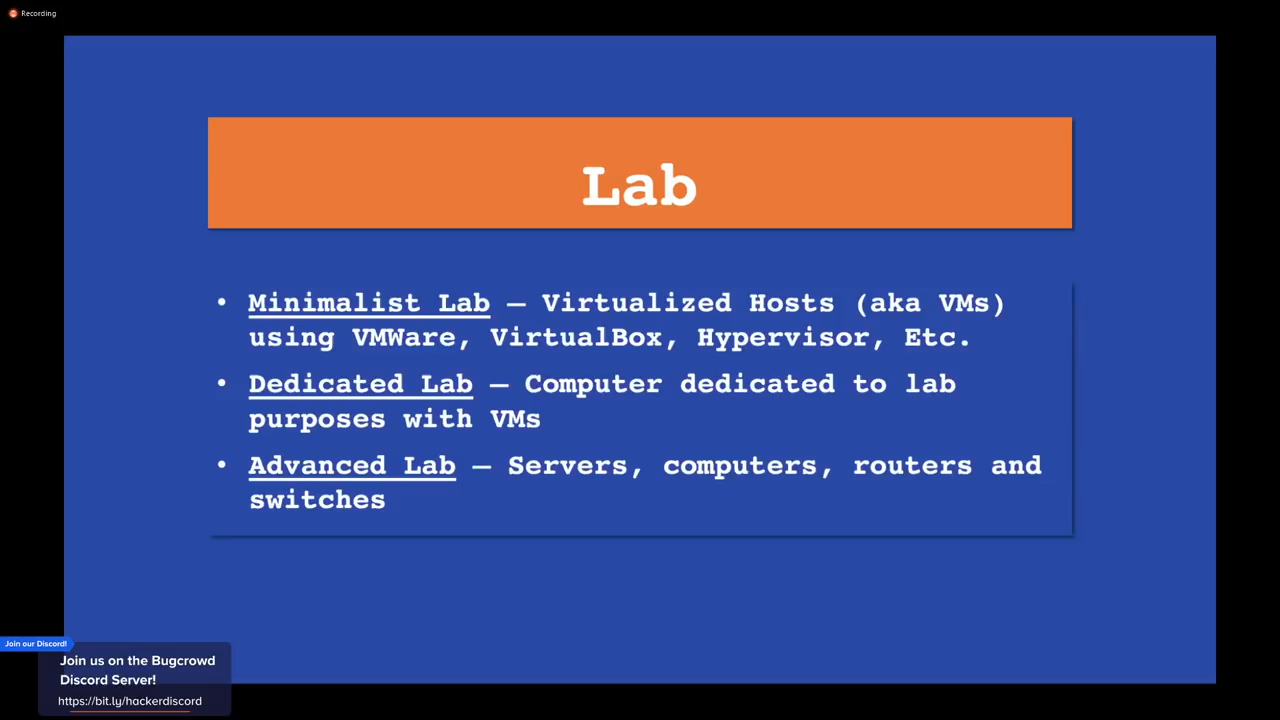 Recording
Lab
• Minimalist Lab – Virtualized Hosts (aka VMs)
using VMWare, VirtualBox, Hypervisor, Etc.
• Dedicated Lab – Computer dedicated to lab
purposes with VMs
• Advanced Lab – Servers, computers, routers and
switches
Join our Discord!
Join us on the Bugcrowd
Discord Server!
https://bit.ly/hackerdiscord